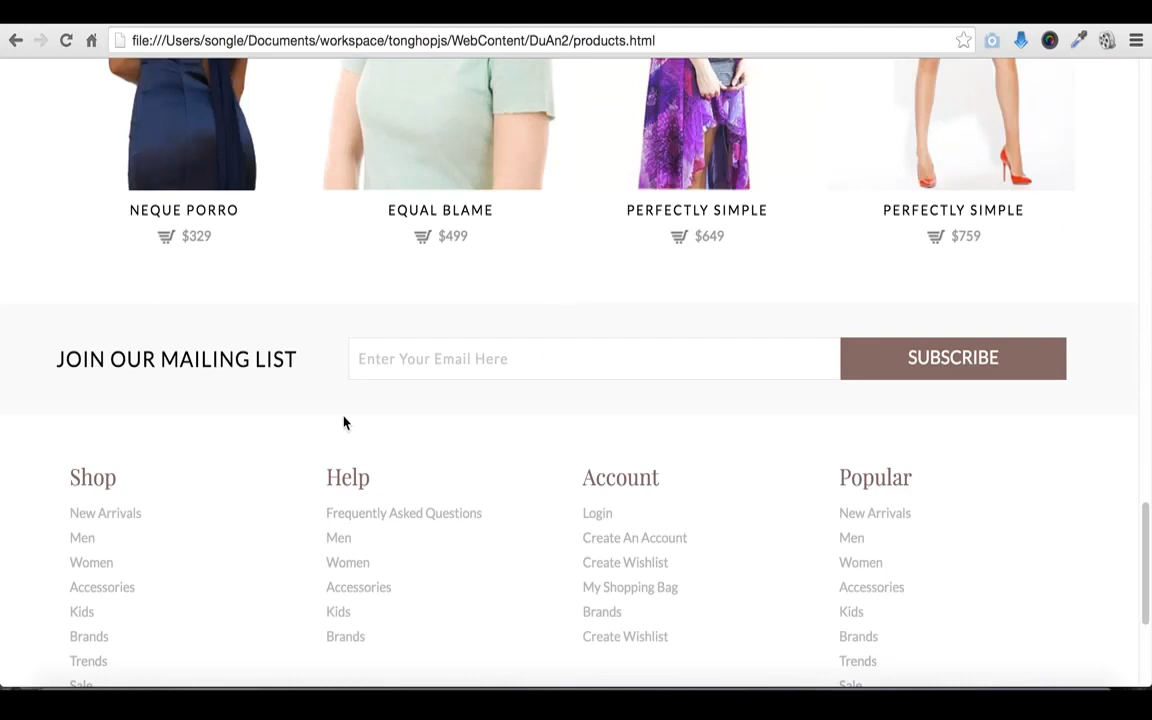 file:///Users/songle/Documents/workspace/tonghopjs/WebContent/DuAn2/products.html
NEQUE PORRO
$329
EQUAL BLAME
$499
PERFECTLY SIMPLE
$649
PERFECTLY SIMPLE
$759
JOIN OUR MAILING LIST
Enter Your Email Here
SUBSCRIBE
Shop
New Arrivals
Men
Women
Accessories
Kids
Brands
Trends
Sale
Help
Frequently Asked Questions
Men
Women
Accessories
Kids
Brands
Account
Login
Create An Account
Create Wishlist
My Shopping Bag
Brands
Create Wishlist
Popular
New Arrivals
Men
Women
Accessories
Kids
Brands
Trends
Sale